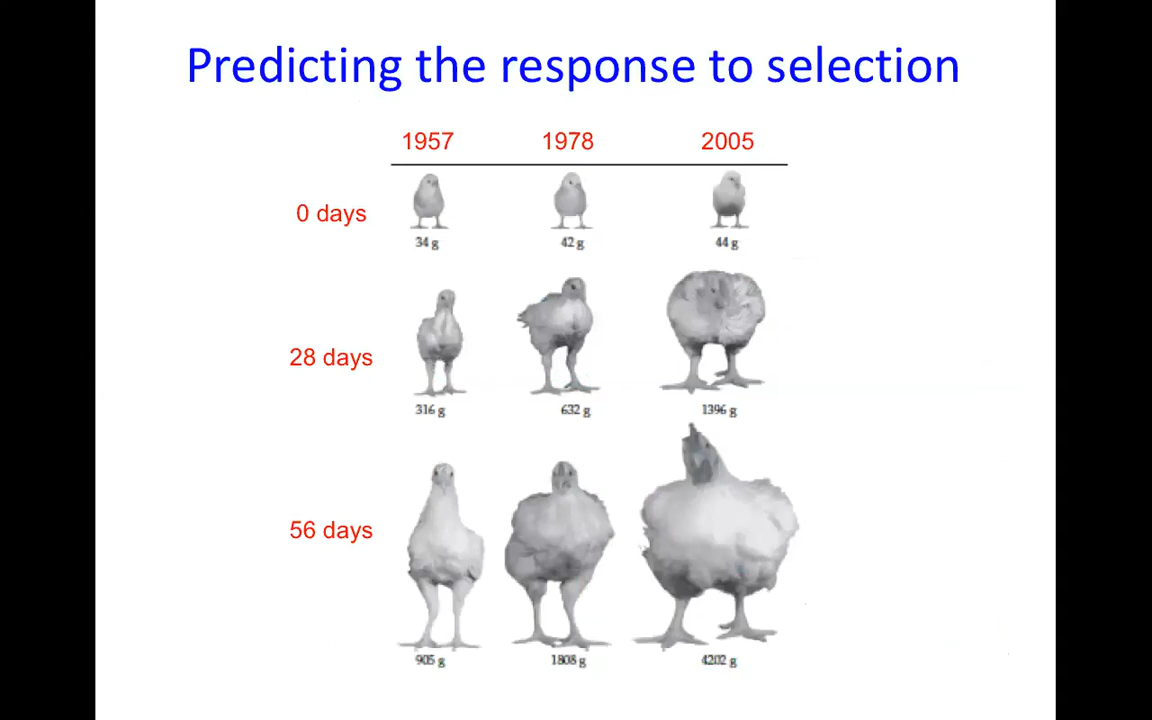 Predicting the response to selection
1957 1978 2005
0 days
34 g 42 g 44 g
28 days
316 g 632 g 1396 g
56 days
905 g 1808 g 4202 g